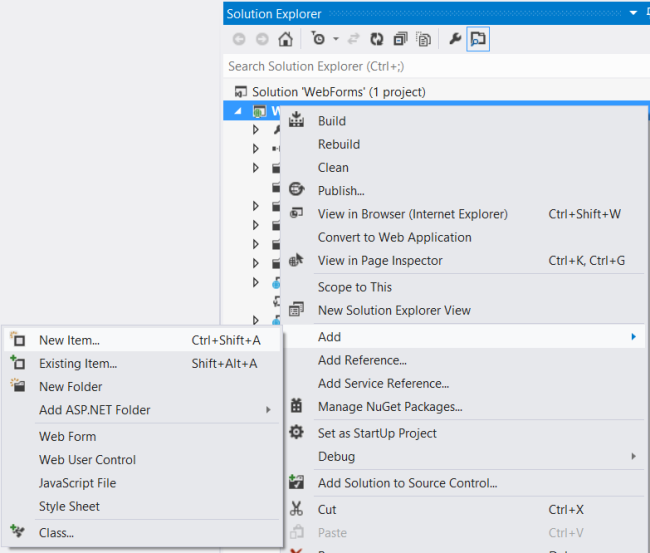 Solution Explorer
Search Solution Explorer (Ctrl+;)
Solution 'WebForms' (1 project)
Build
Rebuild
Clean
Publish...
View in Browser (Internet Explorer) Ctrl+Shift+W
Convert to Web Application
View in Page Inspector Ctrl+K, Ctrl+G
Scope to This
New Solution Explorer View
Add
Add Reference...
Add Service Reference...
Manage NuGet Packages...
Set as StartUp Project
Debug
Add Solution to Source Control...
Cut Ctrl+X
Paste Ctrl+V
New Item... Ctrl+Shift+A
Existing Item... Shift+Alt+A
New Folder
Add ASP.NET Folder
Web Form
Web User Control
JavaScript File
Style Sheet
Class...